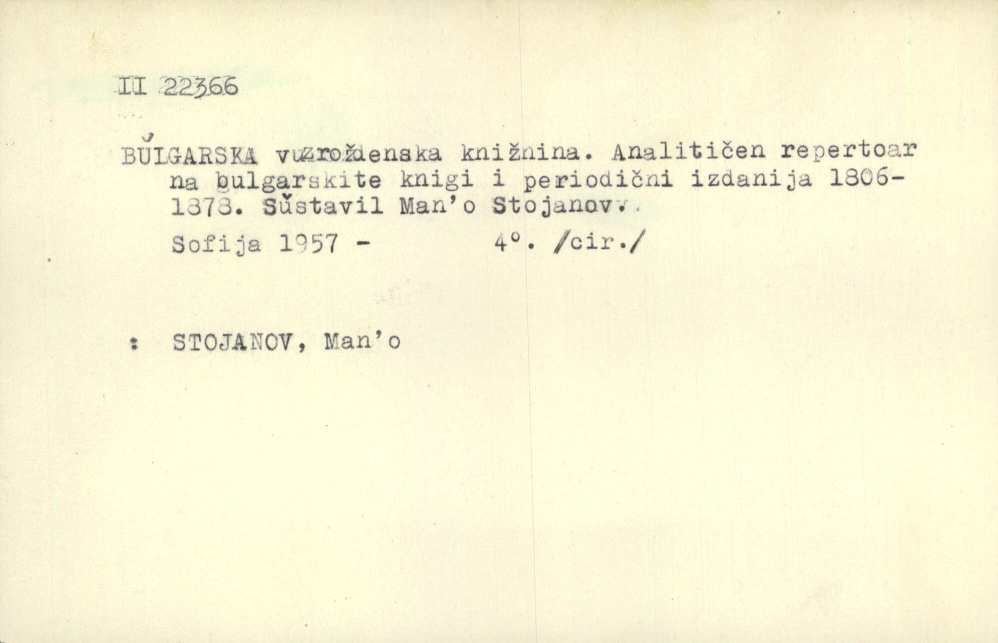 II 22366
BŬLGARSKA vuzroždenska knižnina. Analitičen repertoar
na bulgarskite knigi i periodični izdanija 1806-
1878. Sŭstavil Man'o Stojanov.
Sofija 1957 - 4°. /cir./
: STOJANOV, Man'o